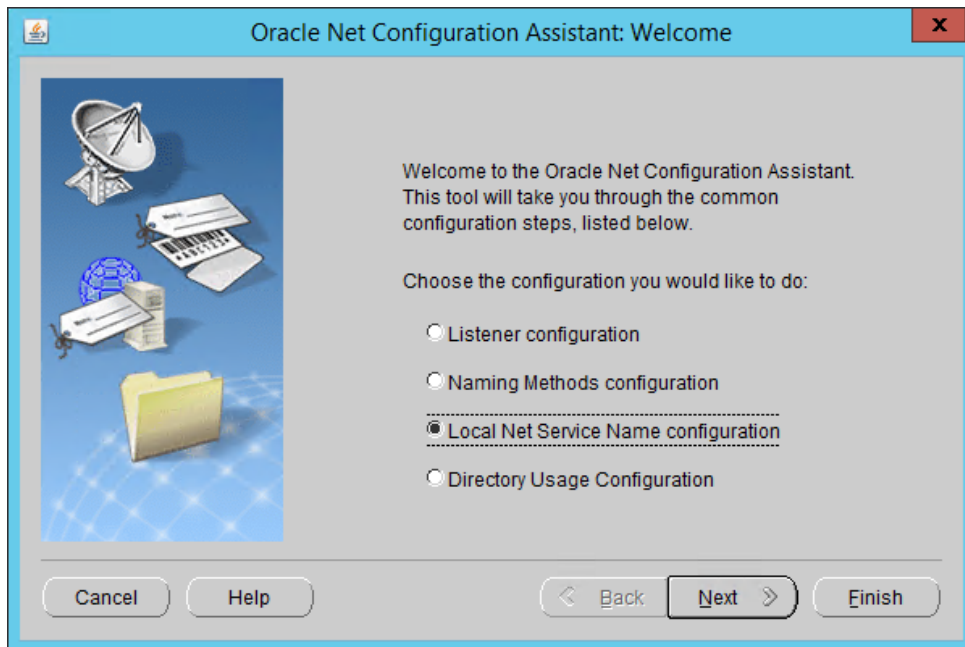 Oracle Net Configuration Assistant: Welcome
x
Welcome to the Oracle Net Configuration Assistant.
This tool will take you through the common
configuration steps, listed below.
Choose the configuration you would like to do:
Listener configuration
Naming Methods configuration
Local Net Service Name configuration
Directory Usage Configuration
Cancel
Help
Back
Next
Finish